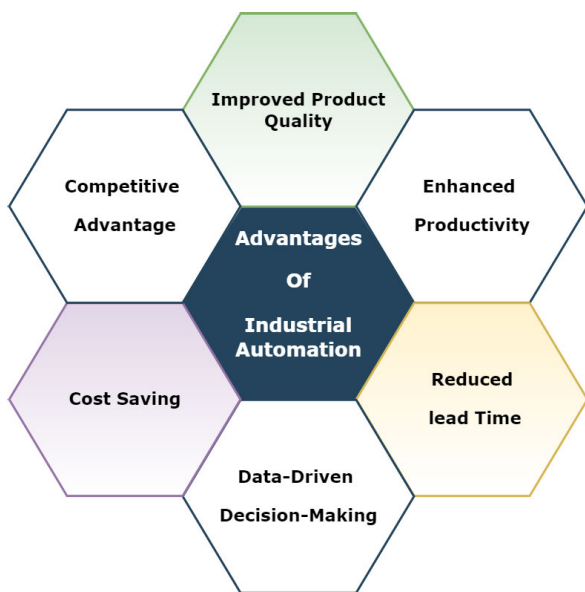 Improved Product
Quality
Competitive
Advantage
Enhanced
Productivity
Advantages
Of
Industrial
Automation
Cost Saving
Reduced
lead Time
Data-Driven
Decision-Making